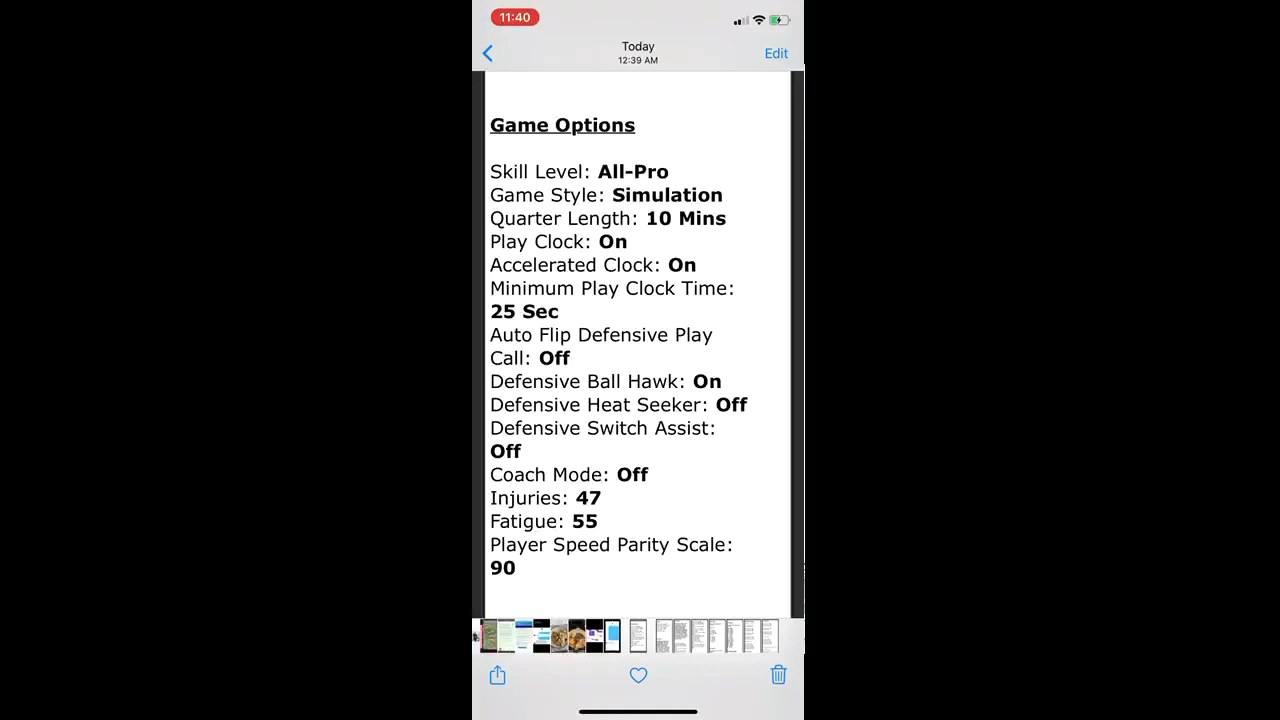 11:40
Today
12:39 AM
Edit
Game Options
Skill Level: All-Pro
Game Style: Simulation
Quarter Length: 10 Mins
Play Clock: On
Accelerated Clock: On
Minimum Play Clock Time:
25 Sec
Auto Flip Defensive Play
Call: Off
Defensive Ball Hawk: On
Defensive Heat Seeker: Off
Defensive Switch Assist:
Off
Coach Mode: Off
Injuries: 47
Fatigue: 55
Player Speed Parity Scale:
90